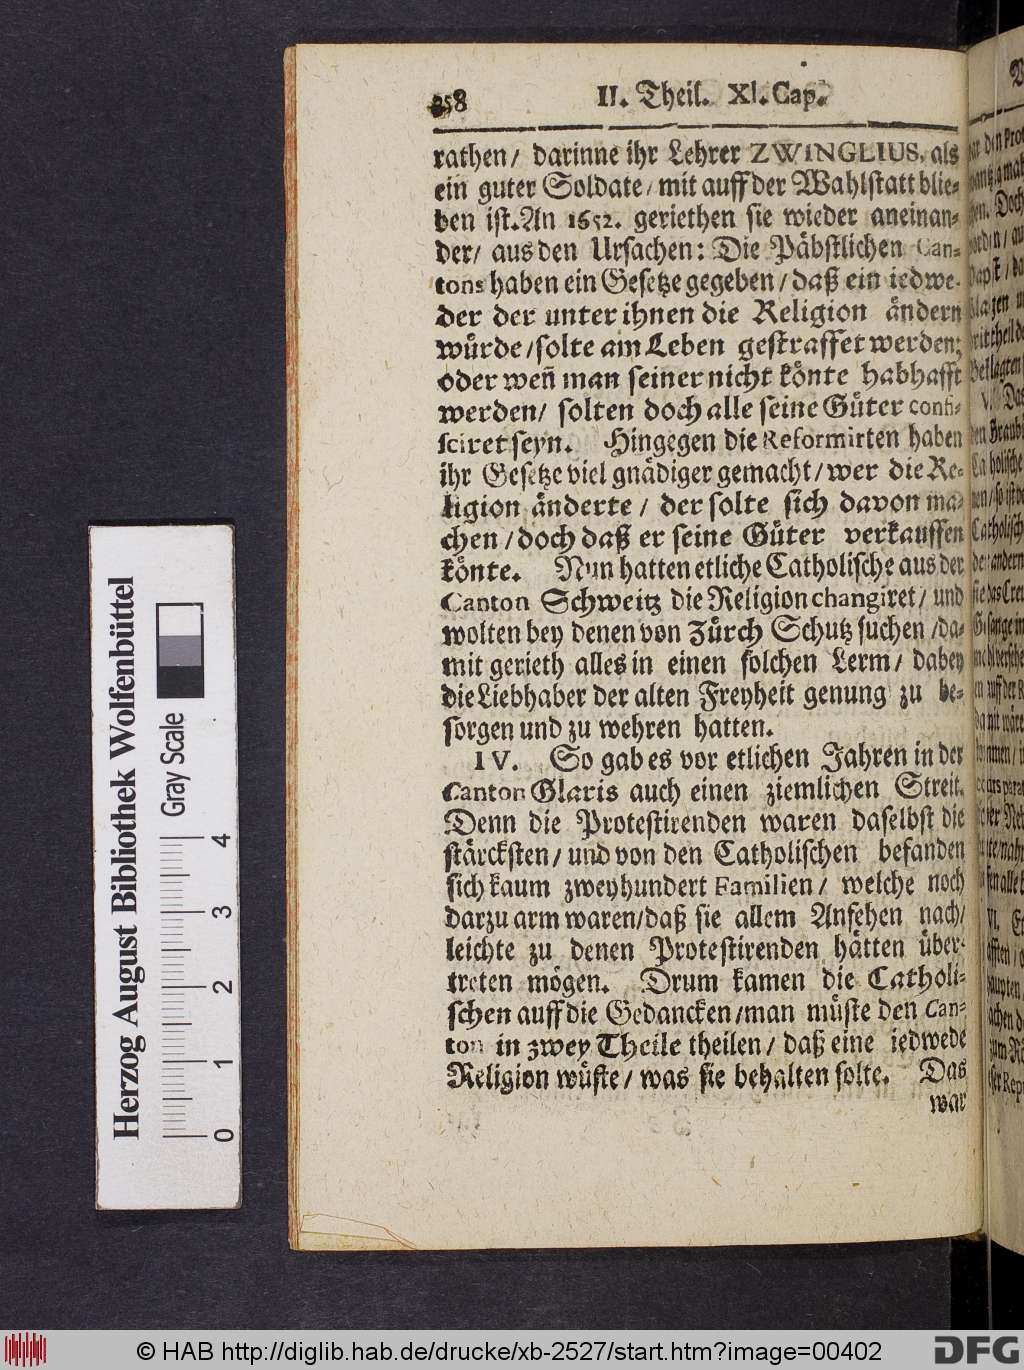 358 II. Theil. XI. Cap.
rathen/ darinne ihr Lehrer ZWINGLIUS, als
ein guter Soldate/ mit auff der Wahlstatt blie-
ben ist. An 1652. geriethen sie wieder aneinan-
der/ aus den Ursachen: Die Päbstlichen Can-
tons haben ein Gesetze gegeben/ daß ein iedwe-
der der unter ihnen die Religion ändern
würde/ solte am Leben gestraffet werden;
oder weñ man seiner nicht könte habhafft
werden/ solten doch alle seine Güter confi-
sciret seyn. Hingegen die Reformirten haben
ihr Gesetze viel gnädiger gemacht/ wer die Re-
ligion änderte/ der solte sich davon ma-
chen/ doch daß er seine Güter verkauffen
könte. Nun hatten etliche Catholische aus der
Canton Schweitz die Religion changiret/ und
wolten bey denen von Zürch Schutz suchen/ da-
mit gerieth alles in einen solchen Lerm/ dabey
die Liebhaber der alten Freyheit genung zu be-
sorgen und zu wehren hatten.
IV. So gab es vor etlichen Jahren in der
Canton Glaris auch einen ziemlichen Streit.
Denn die Protestirenden waren daselbst die
stärcksten/ und von den Catholischen befanden
sich kaum zweyhundert Familien/ welche noch
darzu arm waren/ daß sie allem Ansehen nach/
leichte zu denen Protestirenden hätten über-
treten mögen. Drum kamen die Catholi-
schen auff die Gedancken/ man müste den Can-
ton in zwey Theile theilen/ daß eine iedwede
Religion wüste/ was sie behalten solte. Das
war
Herzog August Bibliothek Wolfenbüttel
Gray Scale
0 1 2 3 4
© HAB http://diglib.hab.de/drucke/xb-2527/start.htm?image=00402
DFG